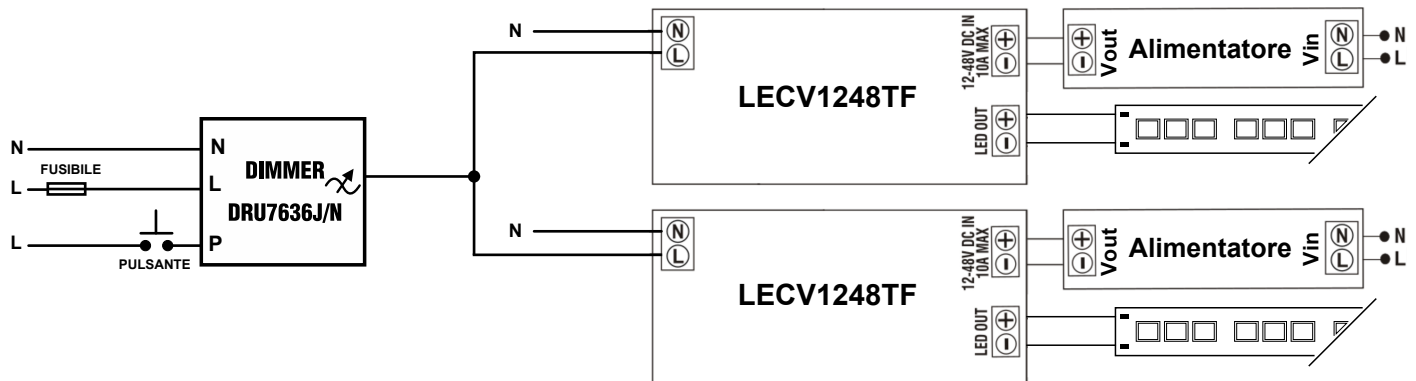 N
L
FUSIBILE
L
PULSANTE
N
L
P
DIMMER
DRU7636J/N
N
N
L
LECV1248TF
12-48V DC IN
10A MAX
LED OUT
Vout
Alimentatore
Vin
N
L
N
L
N
N
L
LECV1248TF
12-48V DC IN
10A MAX
LED OUT
Vout
Alimentatore
Vin
N
L
N
L